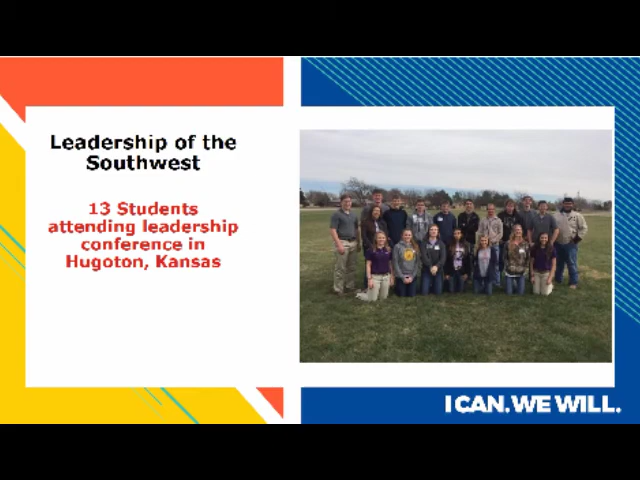 Leadership of the
Southwest
13 Students
attending leadership
conference in
Hugoton, Kansas
I CAN. WE WILL.